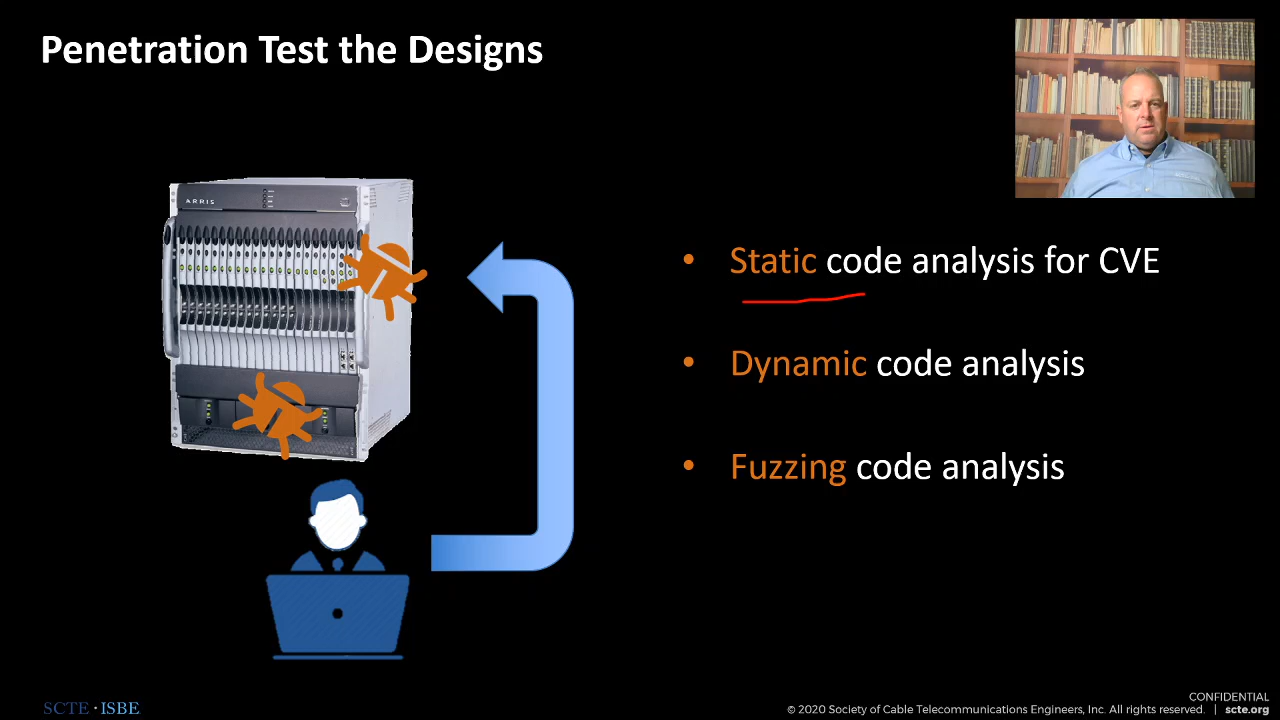 Penetration Test the Designs
ARRIS
• Static code analysis for CVE
• Dynamic code analysis
• Fuzzing code analysis
SCTE · ISBE
CONFIDENTIAL
© 2020 Society of Cable Telecommunications Engineers, Inc. All rights reserved. | scte.org